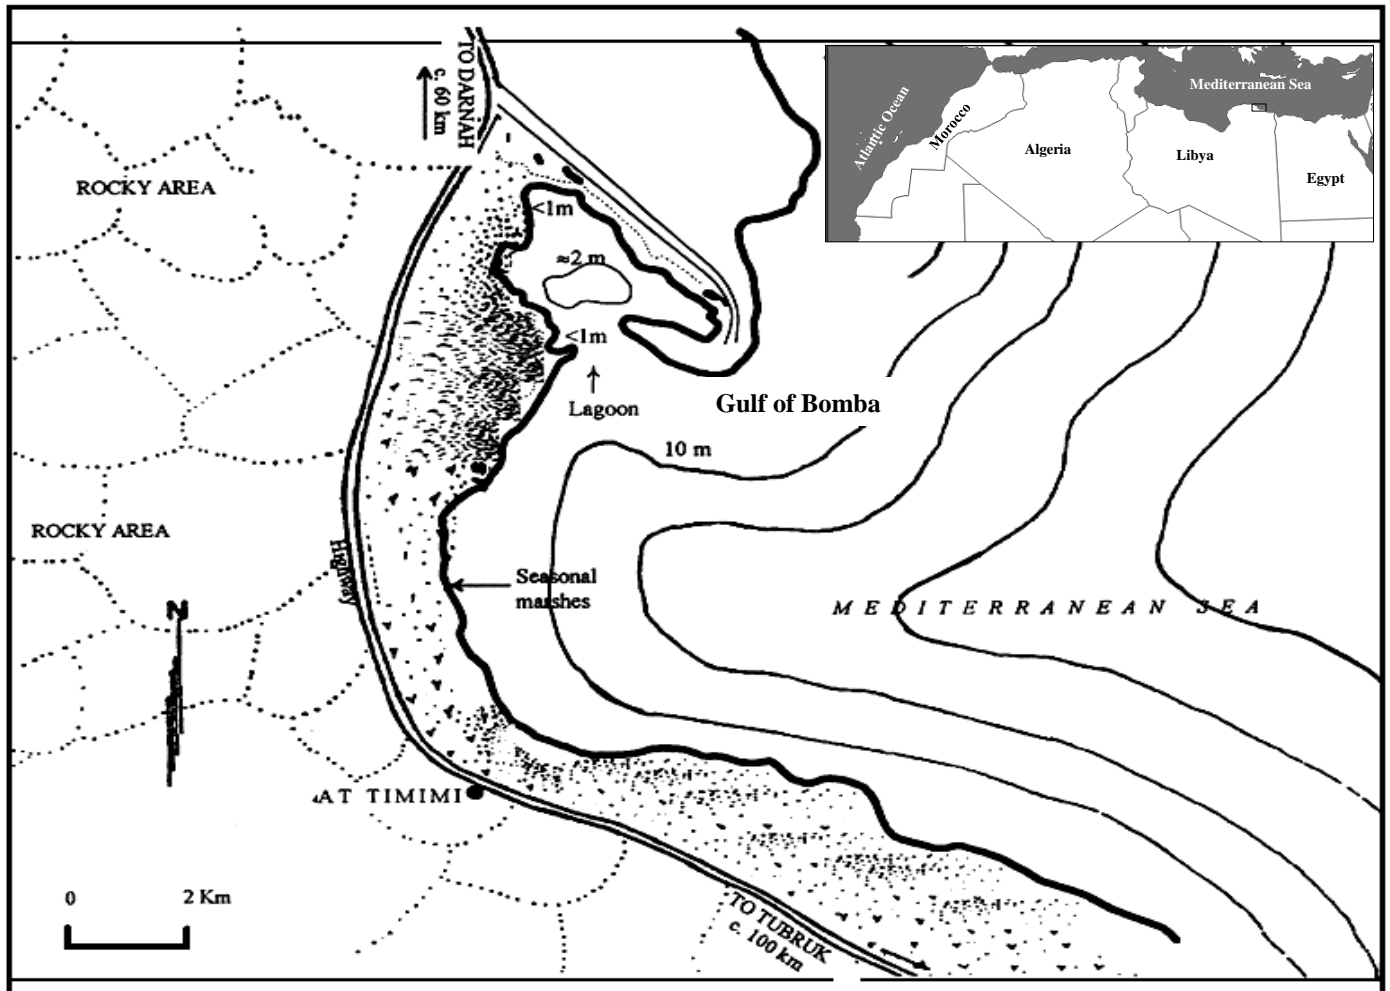 TO DARNAH
c. 60 km
Mediterranean Sea
Atlantic Ocean
Morocco
Algeria
Libya
Egypt
ROCKY AREA
<1m
≈2 m
<1m
Lagoon
Gulf of Bomba
10 m
ROCKY AREA
Highway
Seasonal
marshes
MEDITERRANEAN SEA
N
AT TIMIMI
0 2 Km
TO TUBRUK
c. 100 km